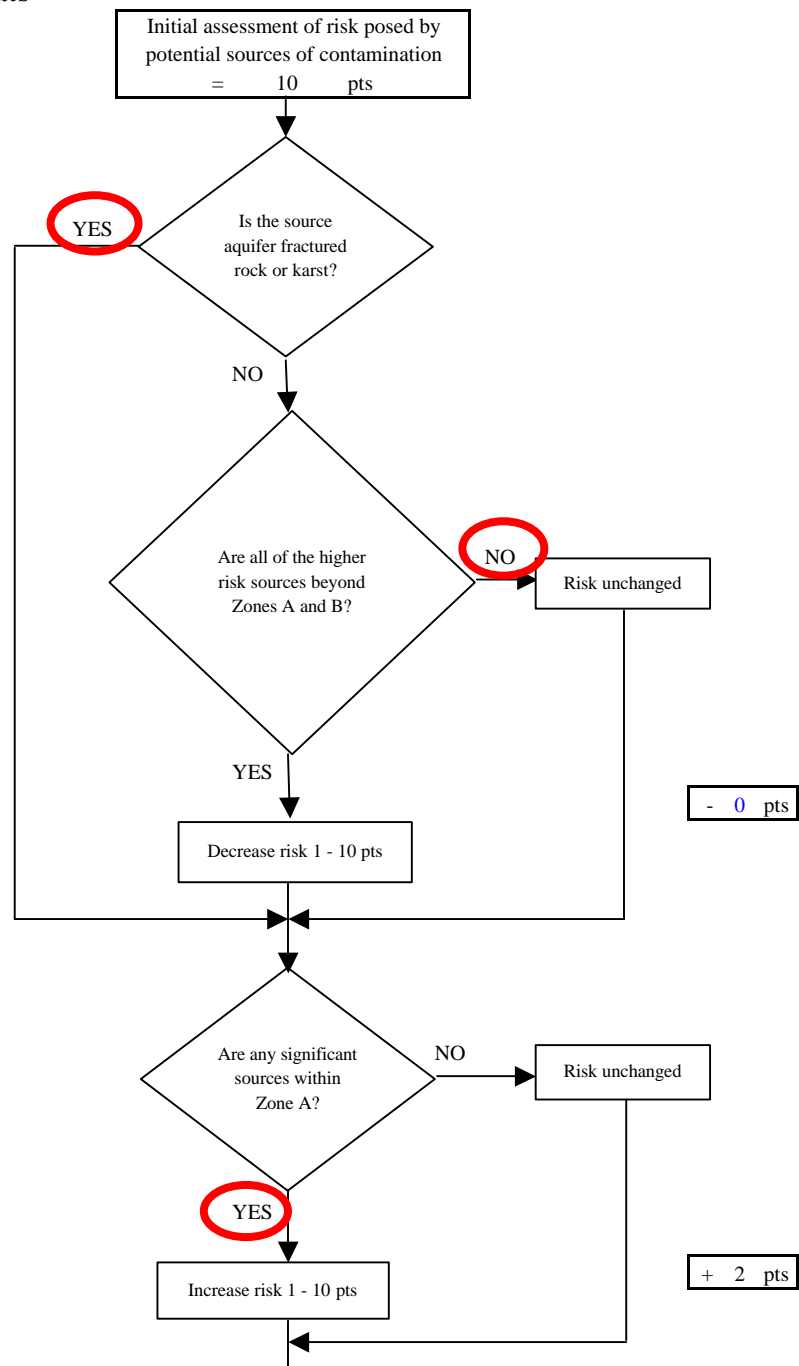 Initial assessment of risk posed by
potential sources of contamination
= 10 pts
YES
Is the source
aquifer fractured
rock or karst?
NO
Are all of the higher
risk sources beyond
Zones A and B?
NO
Risk unchanged
YES
- 0 pts
Decrease risk 1 - 10 pts
Are any significant
sources within
Zone A?
NO
Risk unchanged
YES
+ 2 pts
Increase risk 1 - 10 pts